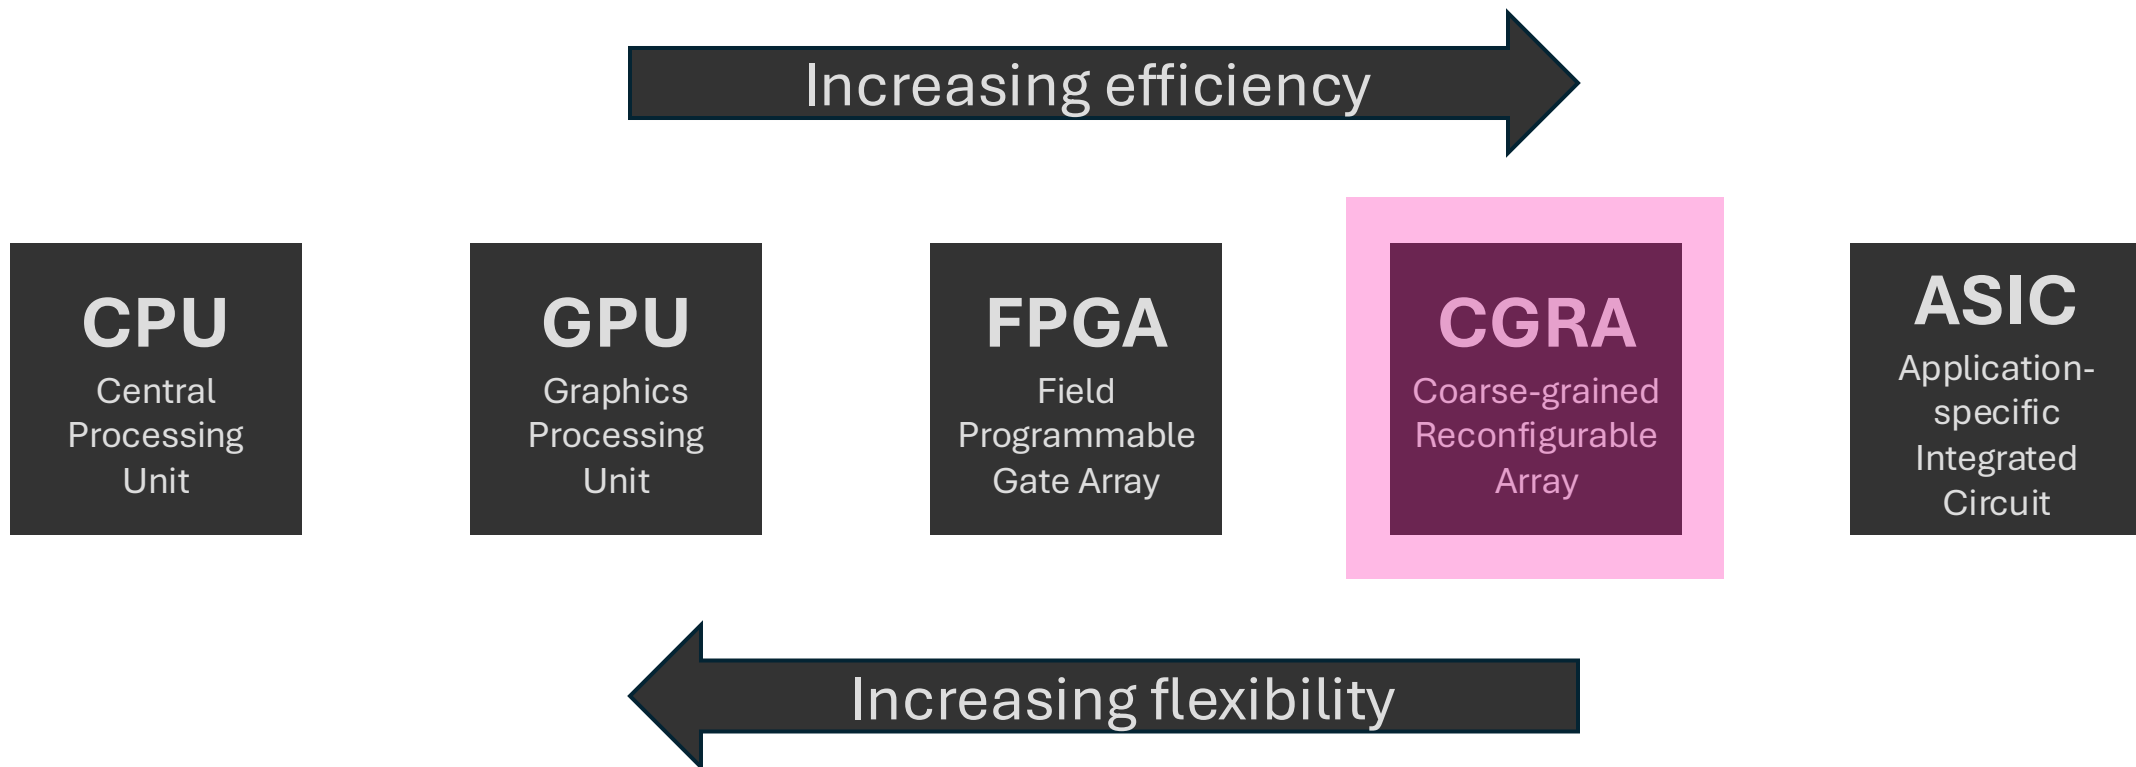 Increasing efficiency
CPU
Central
Processing
Unit
GPU
Graphics
Processing
Unit
FPGA
Field
Programmable
Gate Array
CGRA
Coarse-grained
Reconfigurable
Array
ASIC
Application-
specific
Integrated
Circuit
Increasing flexibility